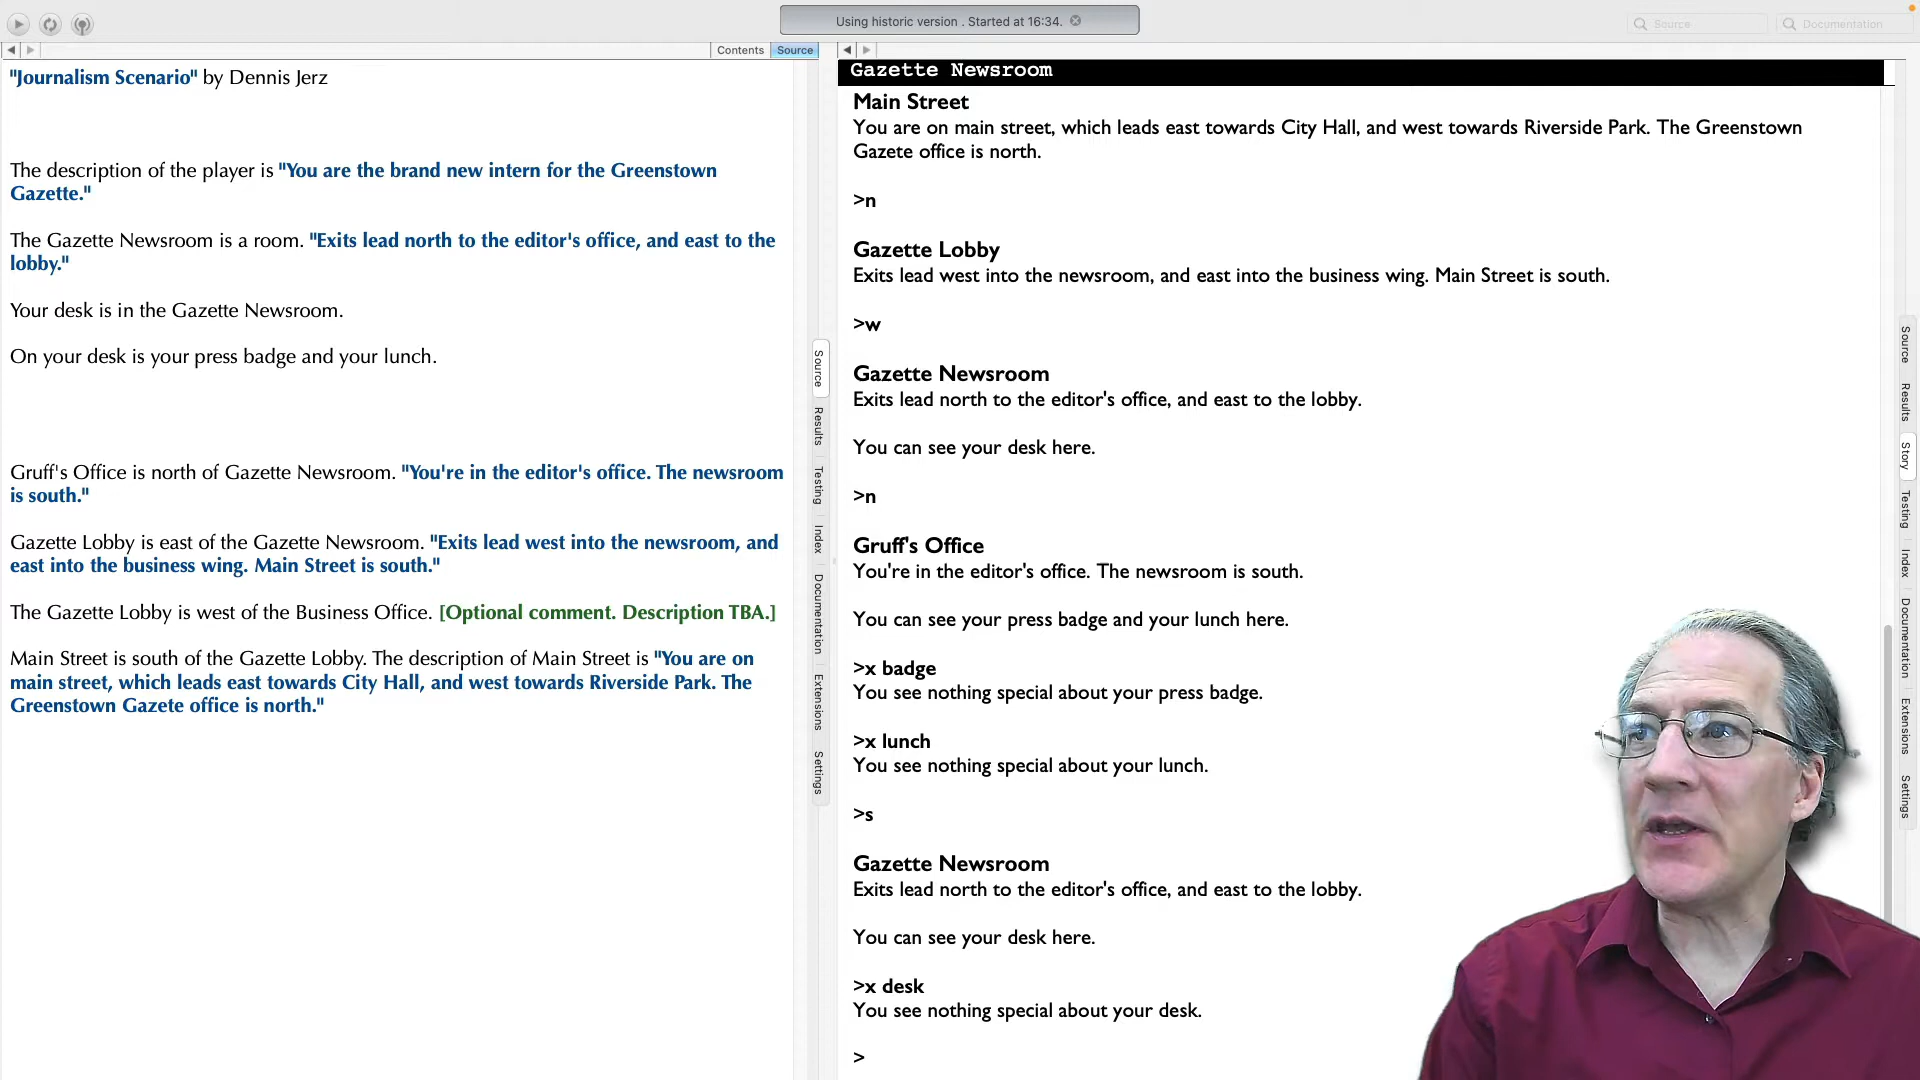 Using historic version . Started at 16:34.
Source
Documentation
Contents
Source
"Journalism Scenario" by Dennis Jerz
The description of the player is "You are the brand new intern for the Greenstown
Gazette."
The Gazette Newsroom is a room. "Exits lead north to the editor's office, and east to the
lobby."
Your desk is in the Gazette Newsroom.
On your desk is your press badge and your lunch.
Gruff's Office is north of Gazette Newsroom. "You're in the editor's office. The newsroom
is south."
Gazette Lobby is east of the Gazette Newsroom. "Exits lead west into the newsroom, and
east into the business wing. Main Street is south."
The Gazette Lobby is west of the Business Office. [Optional comment. Description TBA.]
Main Street is south of the Gazette Lobby. The description of Main Street is "You are on
main street, which leads east towards City Hall, and west towards Riverside Park. The
Greenstown Gazete office is north."
Source
Results
Testing
Index
Documentation
Extensions
Settings
Gazette Newsroom
Main Street
You are on main street, which leads east towards City Hall, and west towards Riverside Park. The Greenstown
Gazete office is north.
>n
Gazette Lobby
Exits lead west into the newsroom, and east into the business wing. Main Street is south.
>w
Gazette Newsroom
Exits lead north to the editor's office, and east to the lobby.
You can see your desk here.
>n
Gruff's Office
You're in the editor's office. The newsroom is south.
You can see your press badge and your lunch here.
>x badge
You see nothing special about your press badge.
>x lunch
You see nothing special about your lunch.
>s
Gazette Newsroom
Exits lead north to the editor's office, and east to the lobby.
You can see your desk here.
>x desk
You see nothing special about your desk.
>
Source
Results
Story
Testing
Index
Documentation
Extensions
Settings